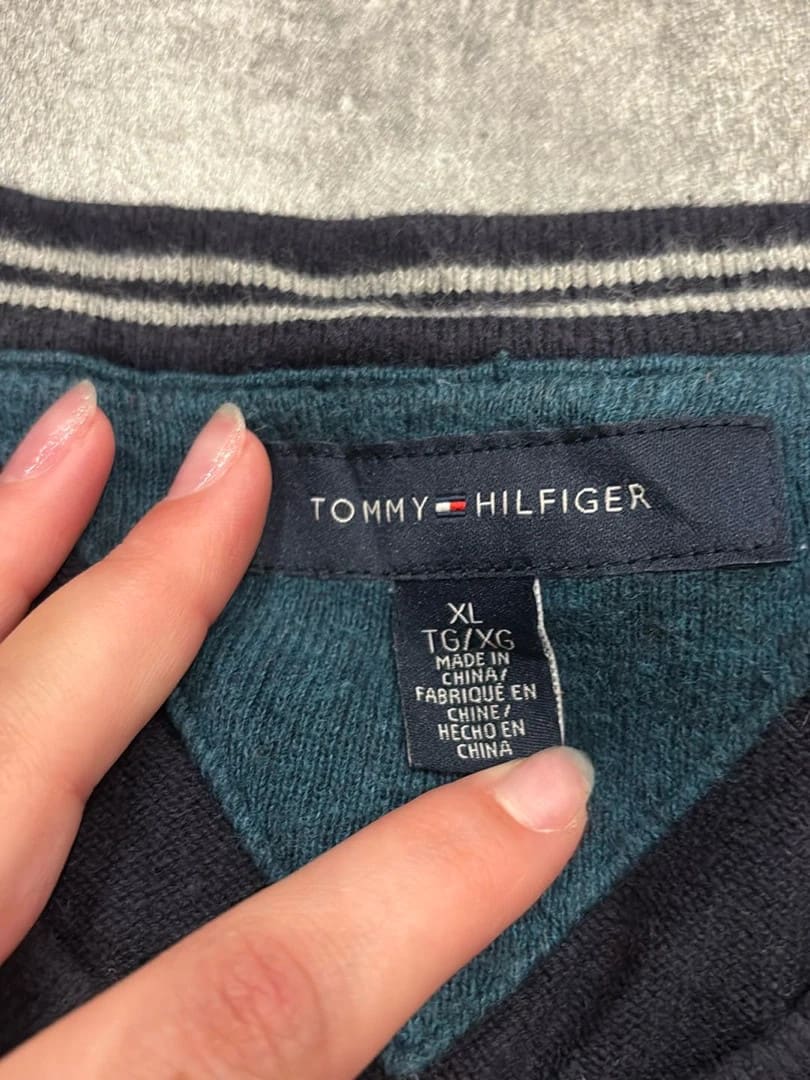 TOMMY HILFIGER
XL
TG/XG
MADE IN
CHINA/
FABRIQUÉ EN
CHINE/
HECHO EN
CHINA